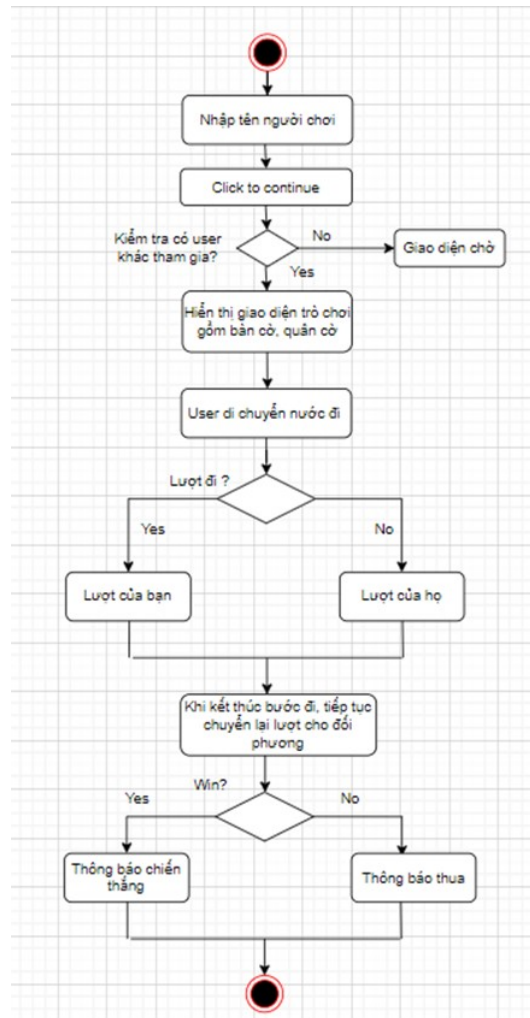 Nhập tên người chơi
Click to continue
Kiểm tra có user
khác tham gia?
No
Giao diện chờ
Yes
Hiển thị giao diện trò chơi
gồm bàn cờ, quân cờ
User di chuyển nước đi
Lượt đi ?
Yes
No
Lượt của bạn
Lượt của họ
Khi kết thúc bước đi, tiếp tục
chuyển lại lượt cho đối
phương
Win?
Yes
No
Thông báo chiến
thắng
Thông báo thua